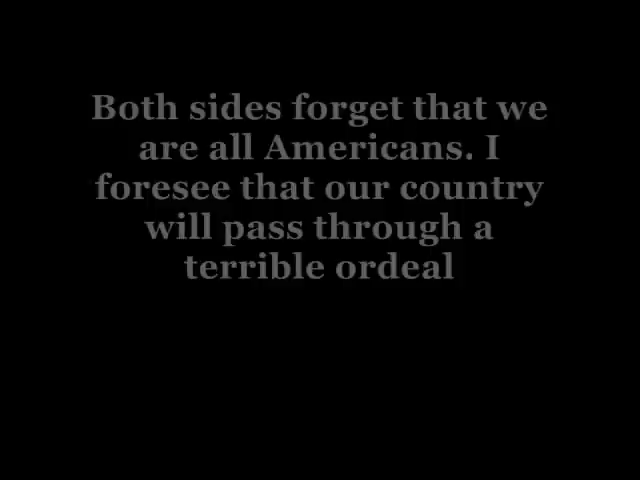 Both sides forget that we
are all Americans. I
foresee that our country
will pass through a
terrible ordeal